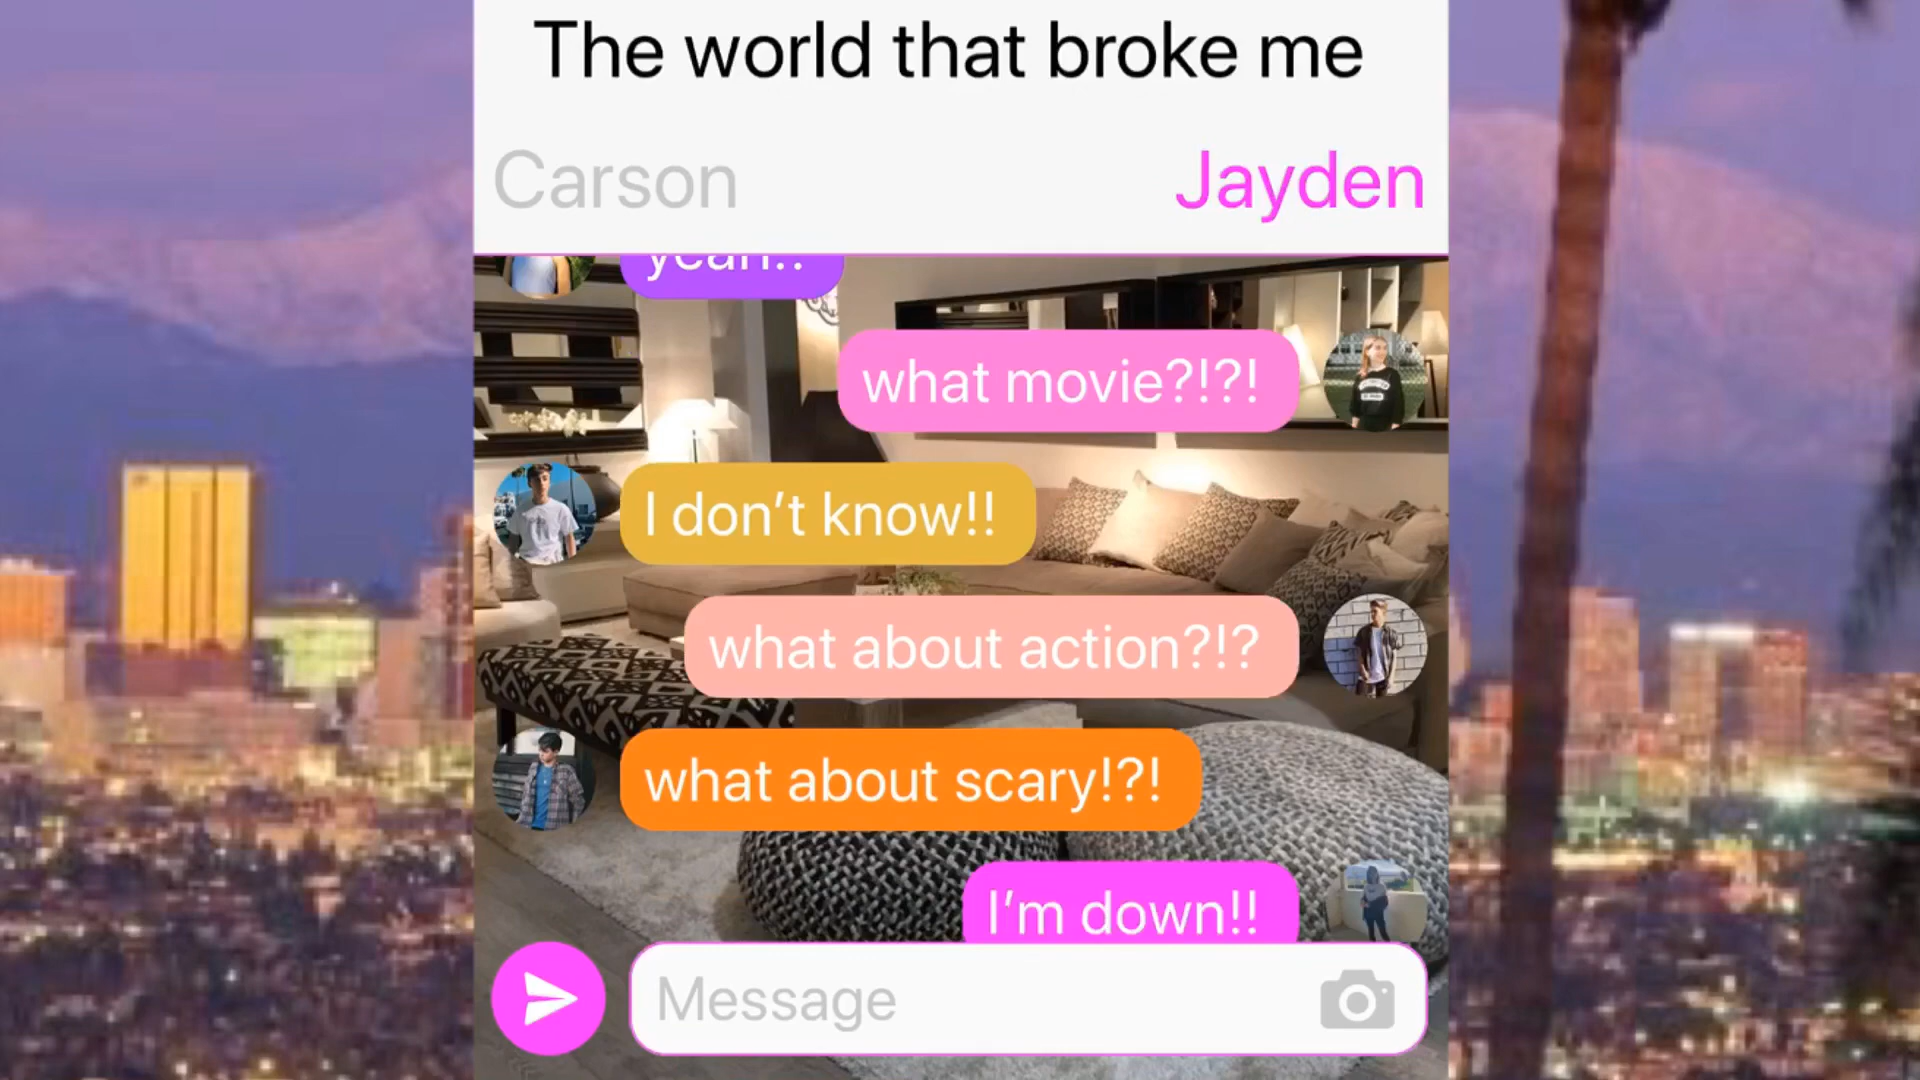 The world that broke me
Carson
Jayden
yeah!!
what movie?!?!
I don't know!!
what about action?!?
what about scary!?!
I'm down!!
Message